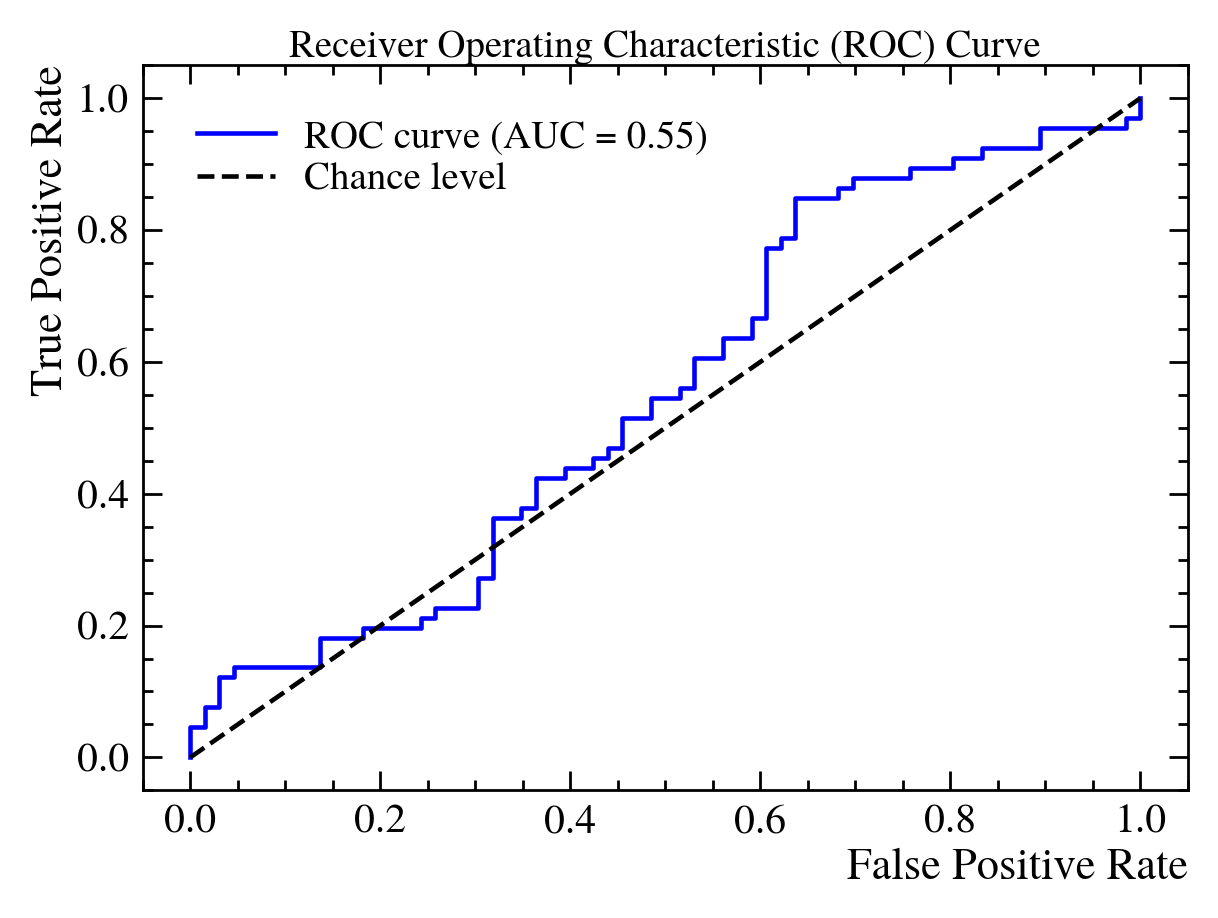 Receiver Operating Characteristic (ROC) Curve
True Positive Rate
1.0
0.8
0.6
0.4
0.2
0.0
ROC curve (AUC = 0.55)
Chance level
0.0 0.2 0.4 0.6 0.8 1.0
False Positive Rate